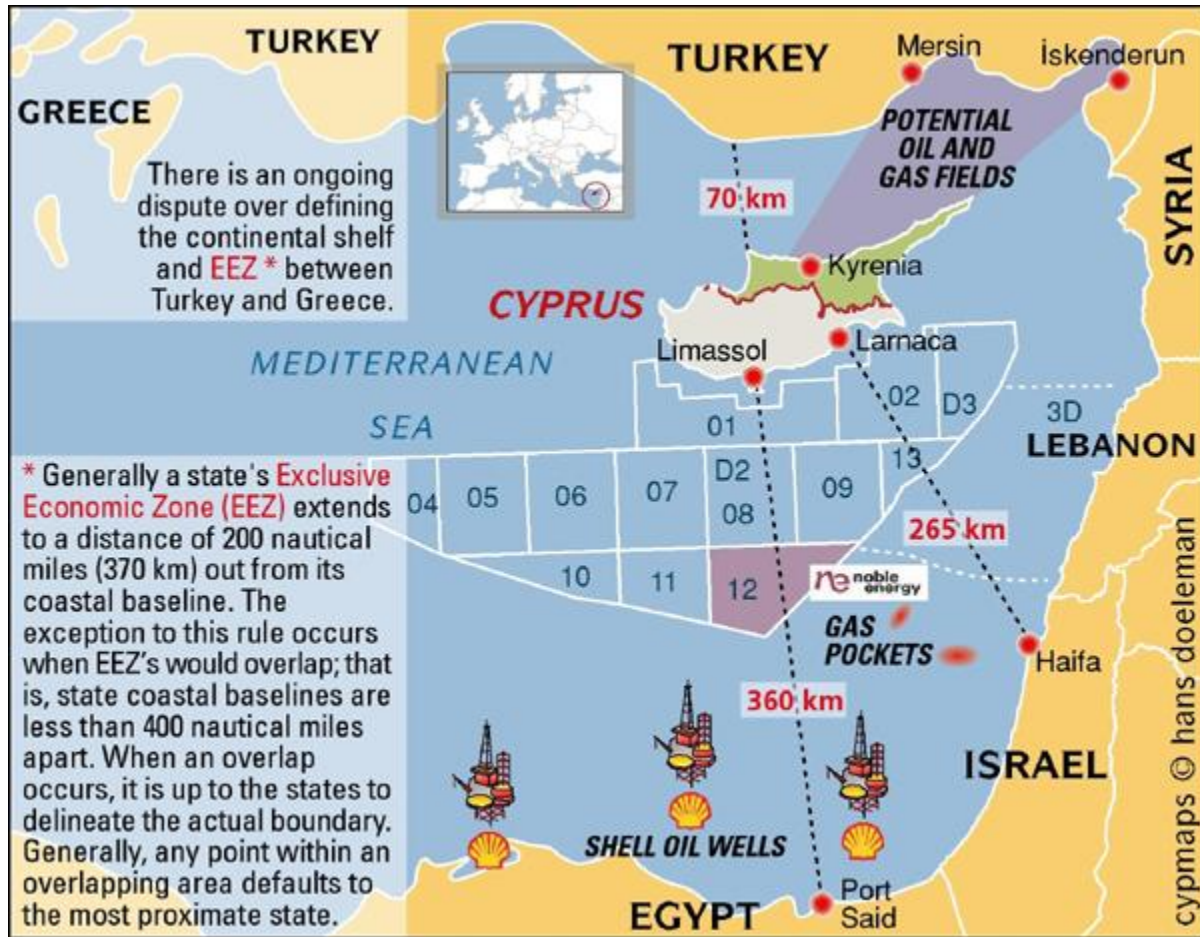 TURKEY
TURKEY
Mersin
İskenderun
GREECE
POTENTIAL
OIL AND
GAS FIELDS
There is an ongoing
dispute over defining
the continental shelf
and EEZ * between
Turkey and Greece.
70 km
SYRIA
Kyrenia
CYPRUS
Larnaca
Limassol
MEDITERRANEAN
SEA
02
D3
3D
01
LEBANON
13
D2
04
05
06
07
08
09
10
11
12
265 km
noble
energy
GAS
POCKETS
Haifa
* Generally a state's Exclusive
Economic Zone (EEZ) extends
to a distance of 200 nautical
miles (370 km) out from its
coastal baseline. The
exception to this rule occurs
when EEZ's would overlap; that
is, state coastal baselines are
less than 400 nautical miles
apart. When an overlap
occurs, it is up to the states to
delineate the actual boundary.
Generally, any point within an
overlapping area defaults to
the most proximate state.
360 km
ISRAEL
SHELL OIL WELLS
EGYPT
Port
Said
cypmaps © hans doeleman